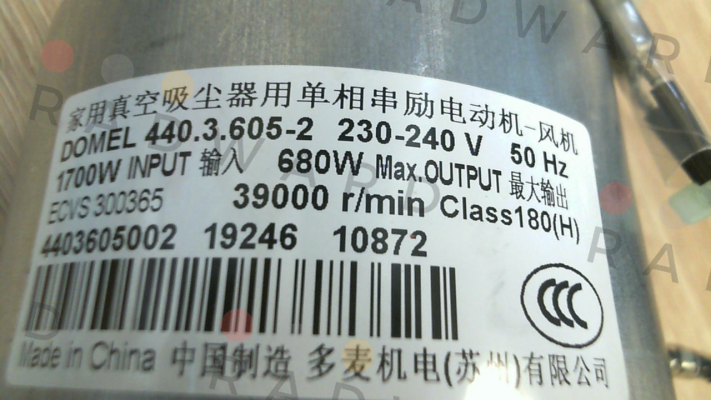 家用真空吸尘器用单相串励电动机-风机
DOMEL 440.3.605-2 230-240 V 50 Hz
1700W INPUT 输入 680W Max.OUTPUT 最大输出
ECVS 300365 39000 r/min Class180(H)
4403605002 19246 10872
CCC
Made in China 中国制造 多麦机电(苏州)有限公司